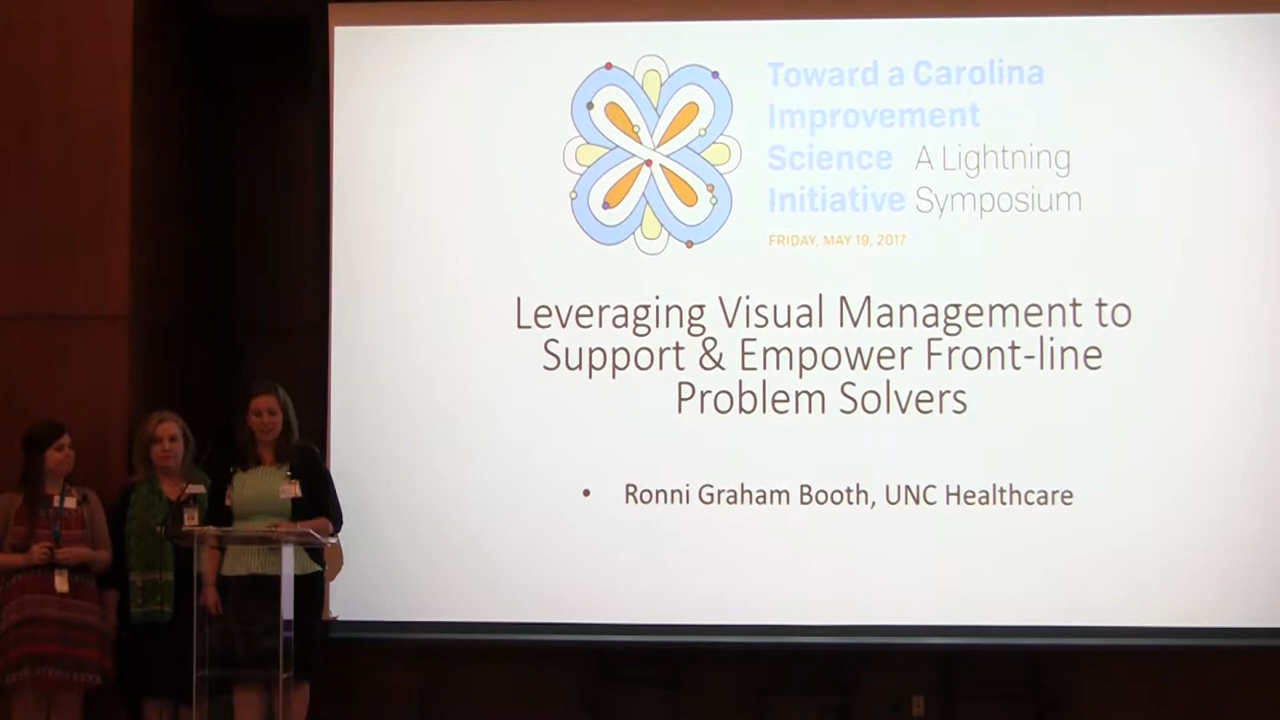 Toward a Carolina
Improvement
Science A Lightning
Initiative Symposium
FRIDAY, MAY 19, 2017
Leveraging Visual Management to
Support & Empower Front-line
Problem Solvers
• Ronni Graham Booth, UNC Healthcare